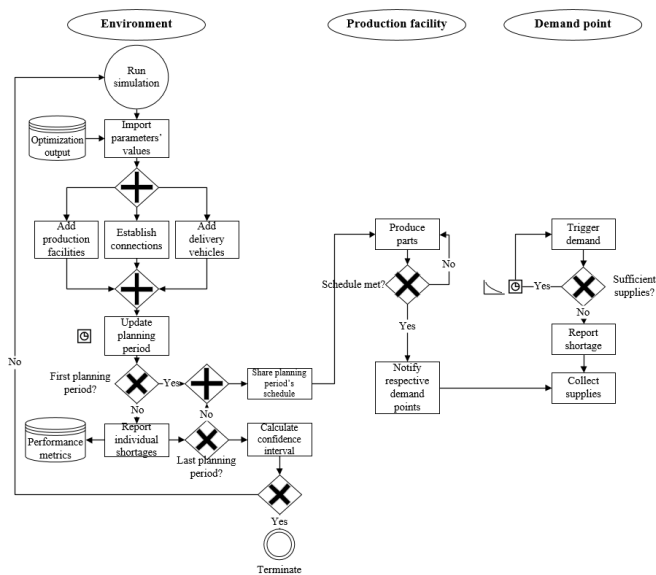 Environment
Production facility
Demand point
Run
simulation
Optimization
output
Import
parameters'
values
Add
production
facilities
Establish
connections
Add
delivery
vehicles
Produce
parts
No
Schedule met?
Yes
Trigger
demand
Yes
Sufficient
supplies?
No
Update
planning
period
Report
shortage
No
First planning
period?
Yes
Share planning
period's
schedule
Notify
respective
demand
points
Collect
supplies
No
No
Performance
metrics
Report
individual
shortages
Calculate
confidence
interval
Last planning
period?
Yes
Terminate